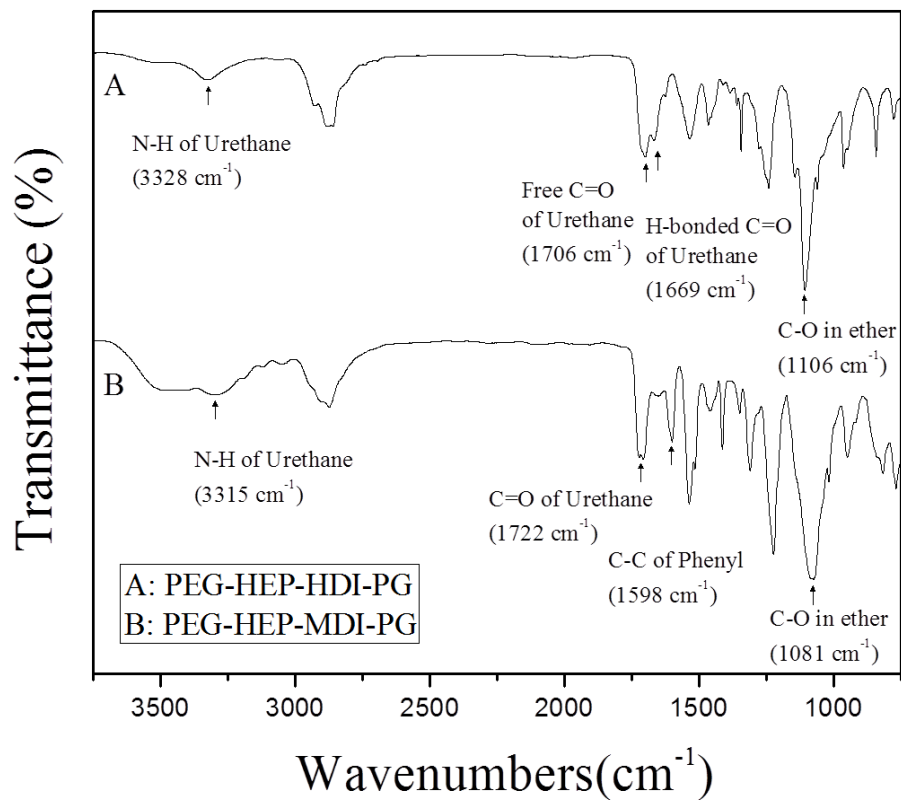 Transmittance (%)
A
N-H of Urethane
(3328 cm⁻¹)
Free C=O
of Urethane
(1706 cm⁻¹)
H-bonded C=O
of Urethane
(1669 cm⁻¹)
C-O in ether
(1106 cm⁻¹)
B
N-H of Urethane
(3315 cm⁻¹)
C=O of Urethane
(1722 cm⁻¹)
C-C of Phenyl
(1598 cm⁻¹)
C-O in ether
(1081 cm⁻¹)
A: PEG-HEP-HDI-PG
B: PEG-HEP-MDI-PG
3500 3000 2500 2000 1500 1000
Wavenumbers(cm⁻¹)